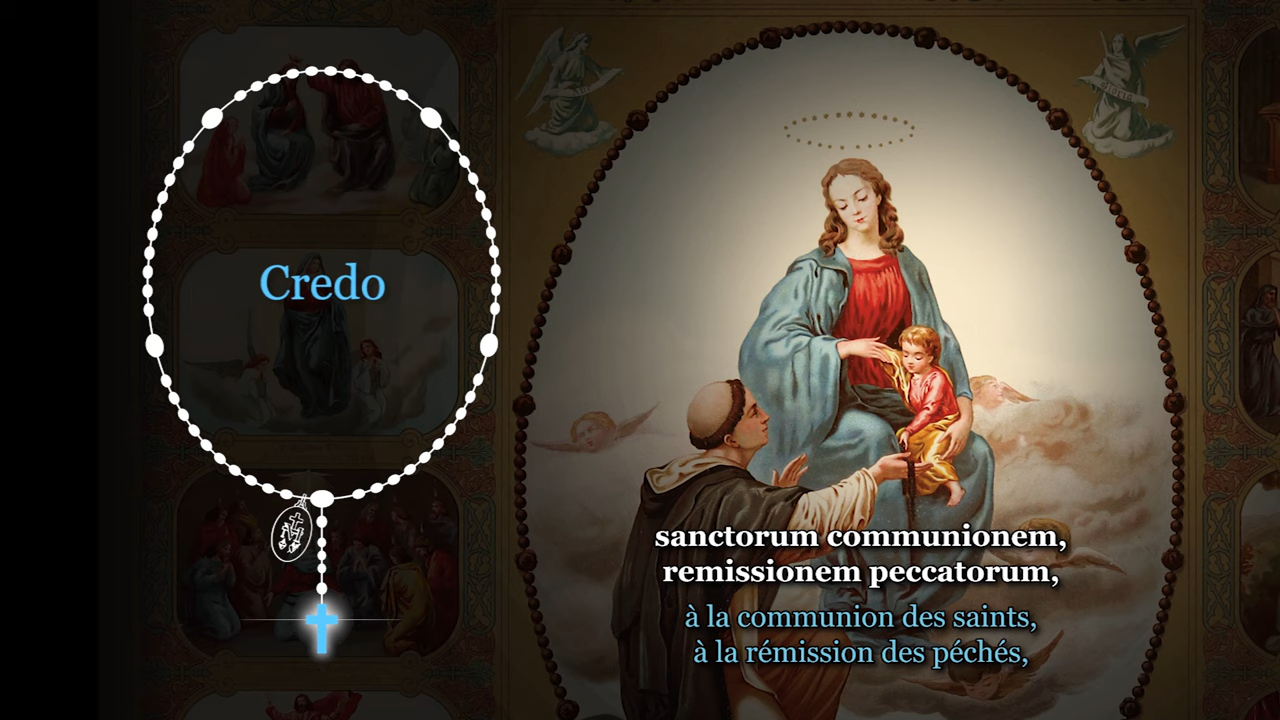 Credo
sanctorum communionem,
remissionem peccatorum,
à la communion des saints,
à la rémission des péchés,